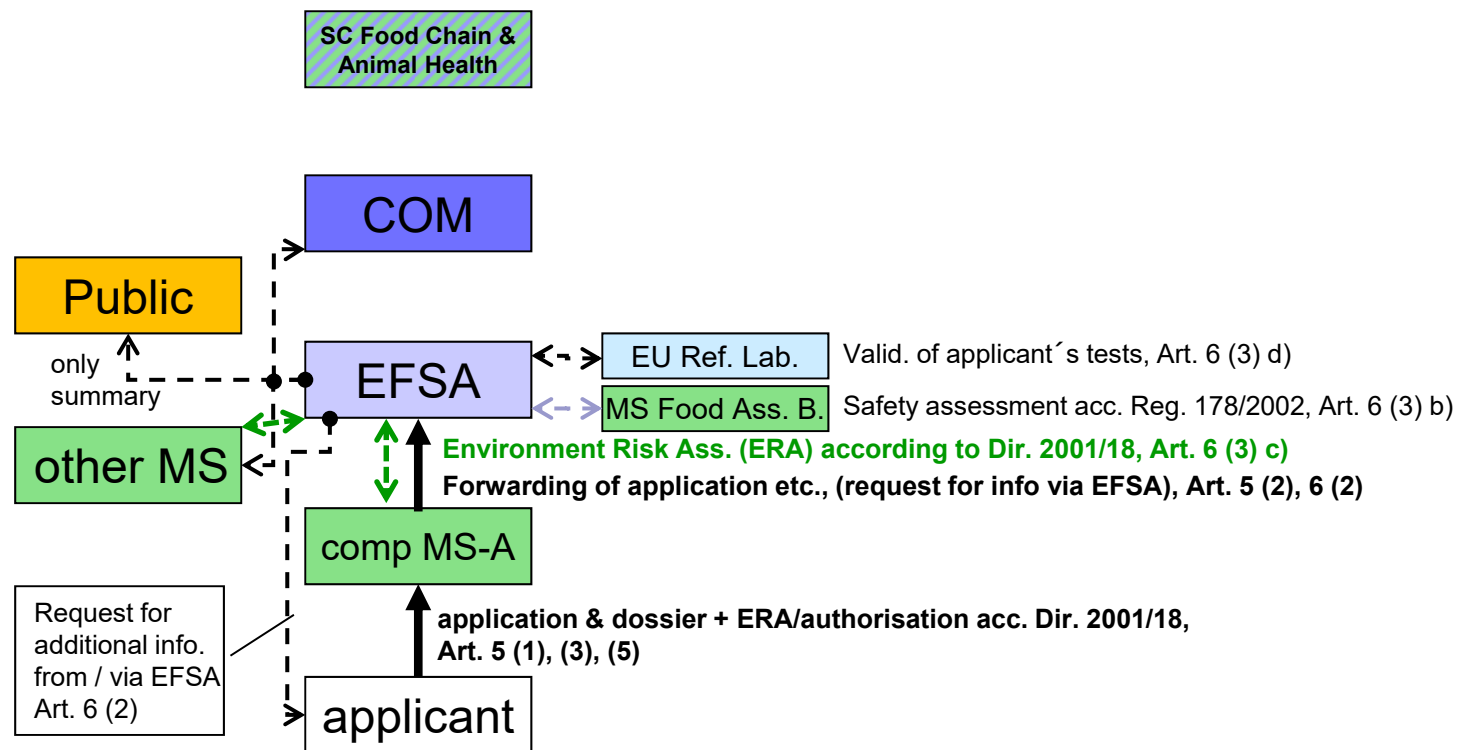 SC Food Chain &
Animal Health
COM
Public
only
summary
EFSA
EU Ref. Lab.
Valid. of applicant´s tests, Art. 6 (3) d)
MS Food Ass. B.
Safety assessment acc. Reg. 178/2002, Art. 6 (3) b)
other MS
Environment Risk Ass. (ERA) according to Dir. 2001/18, Art. 6 (3) c)
Forwarding of application etc., (request for info via EFSA), Art. 5 (2), 6 (2)
comp MS-A
Request for
additional info.
from / via EFSA
Art. 6 (2)
application & dossier + ERA/authorisation acc. Dir. 2001/18,
Art. 5 (1), (3), (5)
applicant